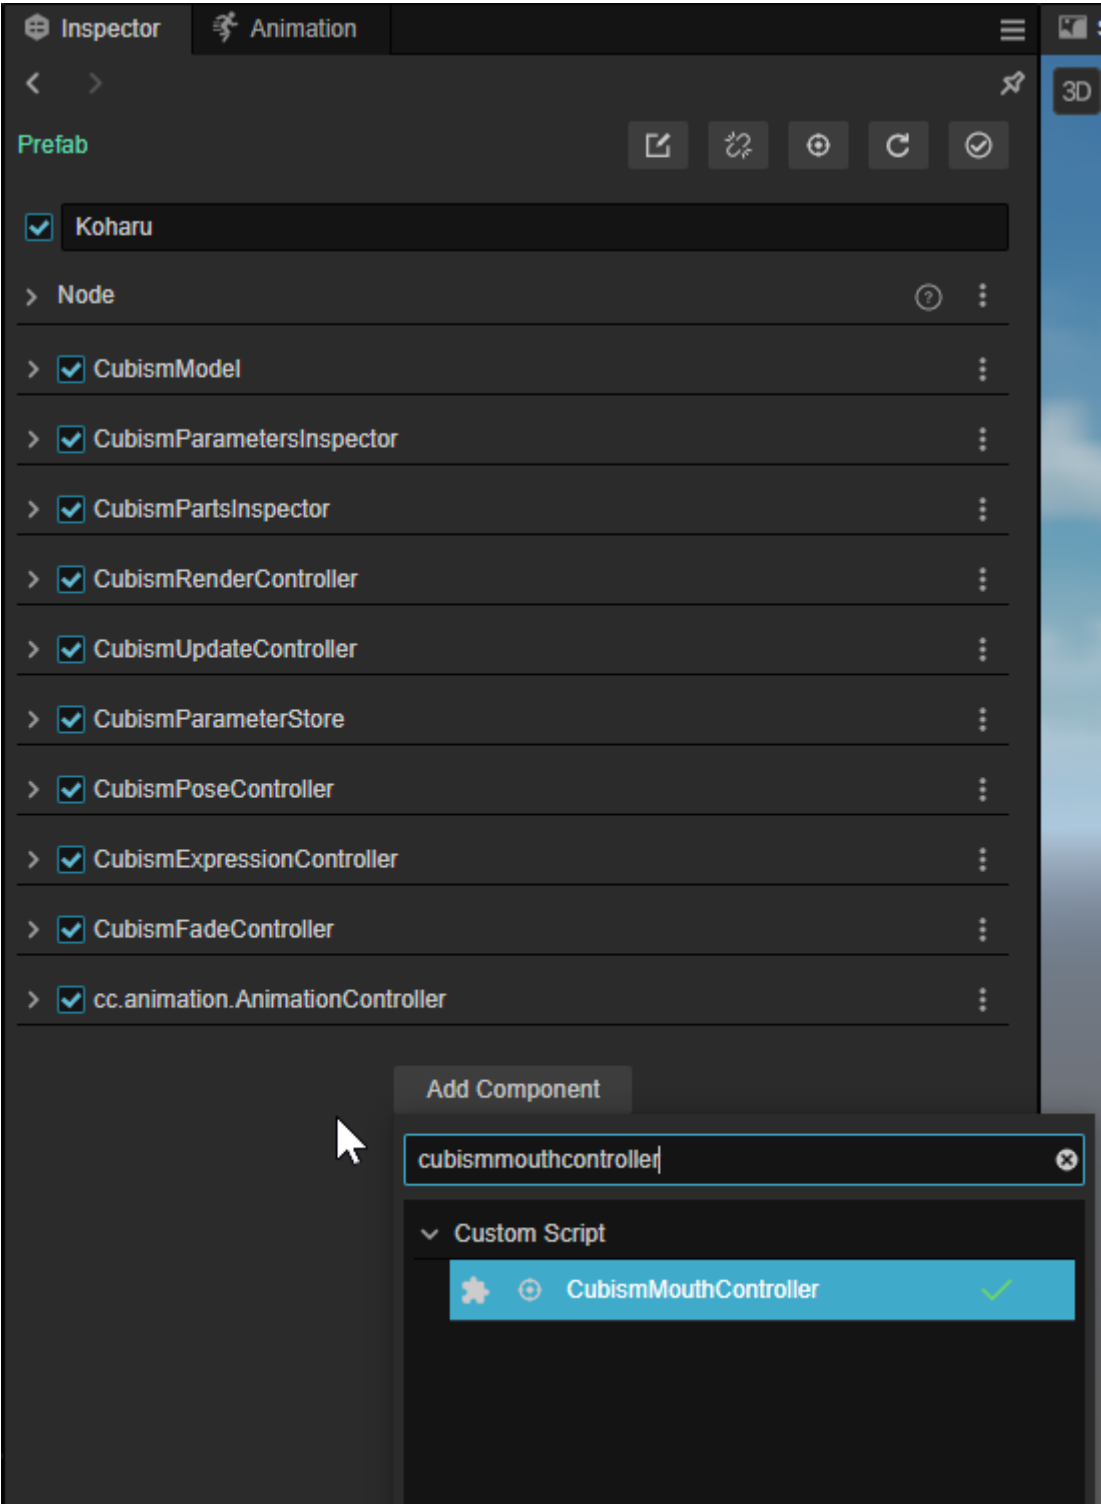 Inspector
Animation
3D
Prefab
Koharu
Node
CubismModel
CubismParametersInspector
CubismPartsInspector
CubismRenderController
CubismUpdateController
CubismParameterStore
CubismPoseController
CubismExpressionController
CubismFadeController
cc.animation.AnimationController
Add Component
cubismmouthcontroller
Custom Script
CubismMouthController